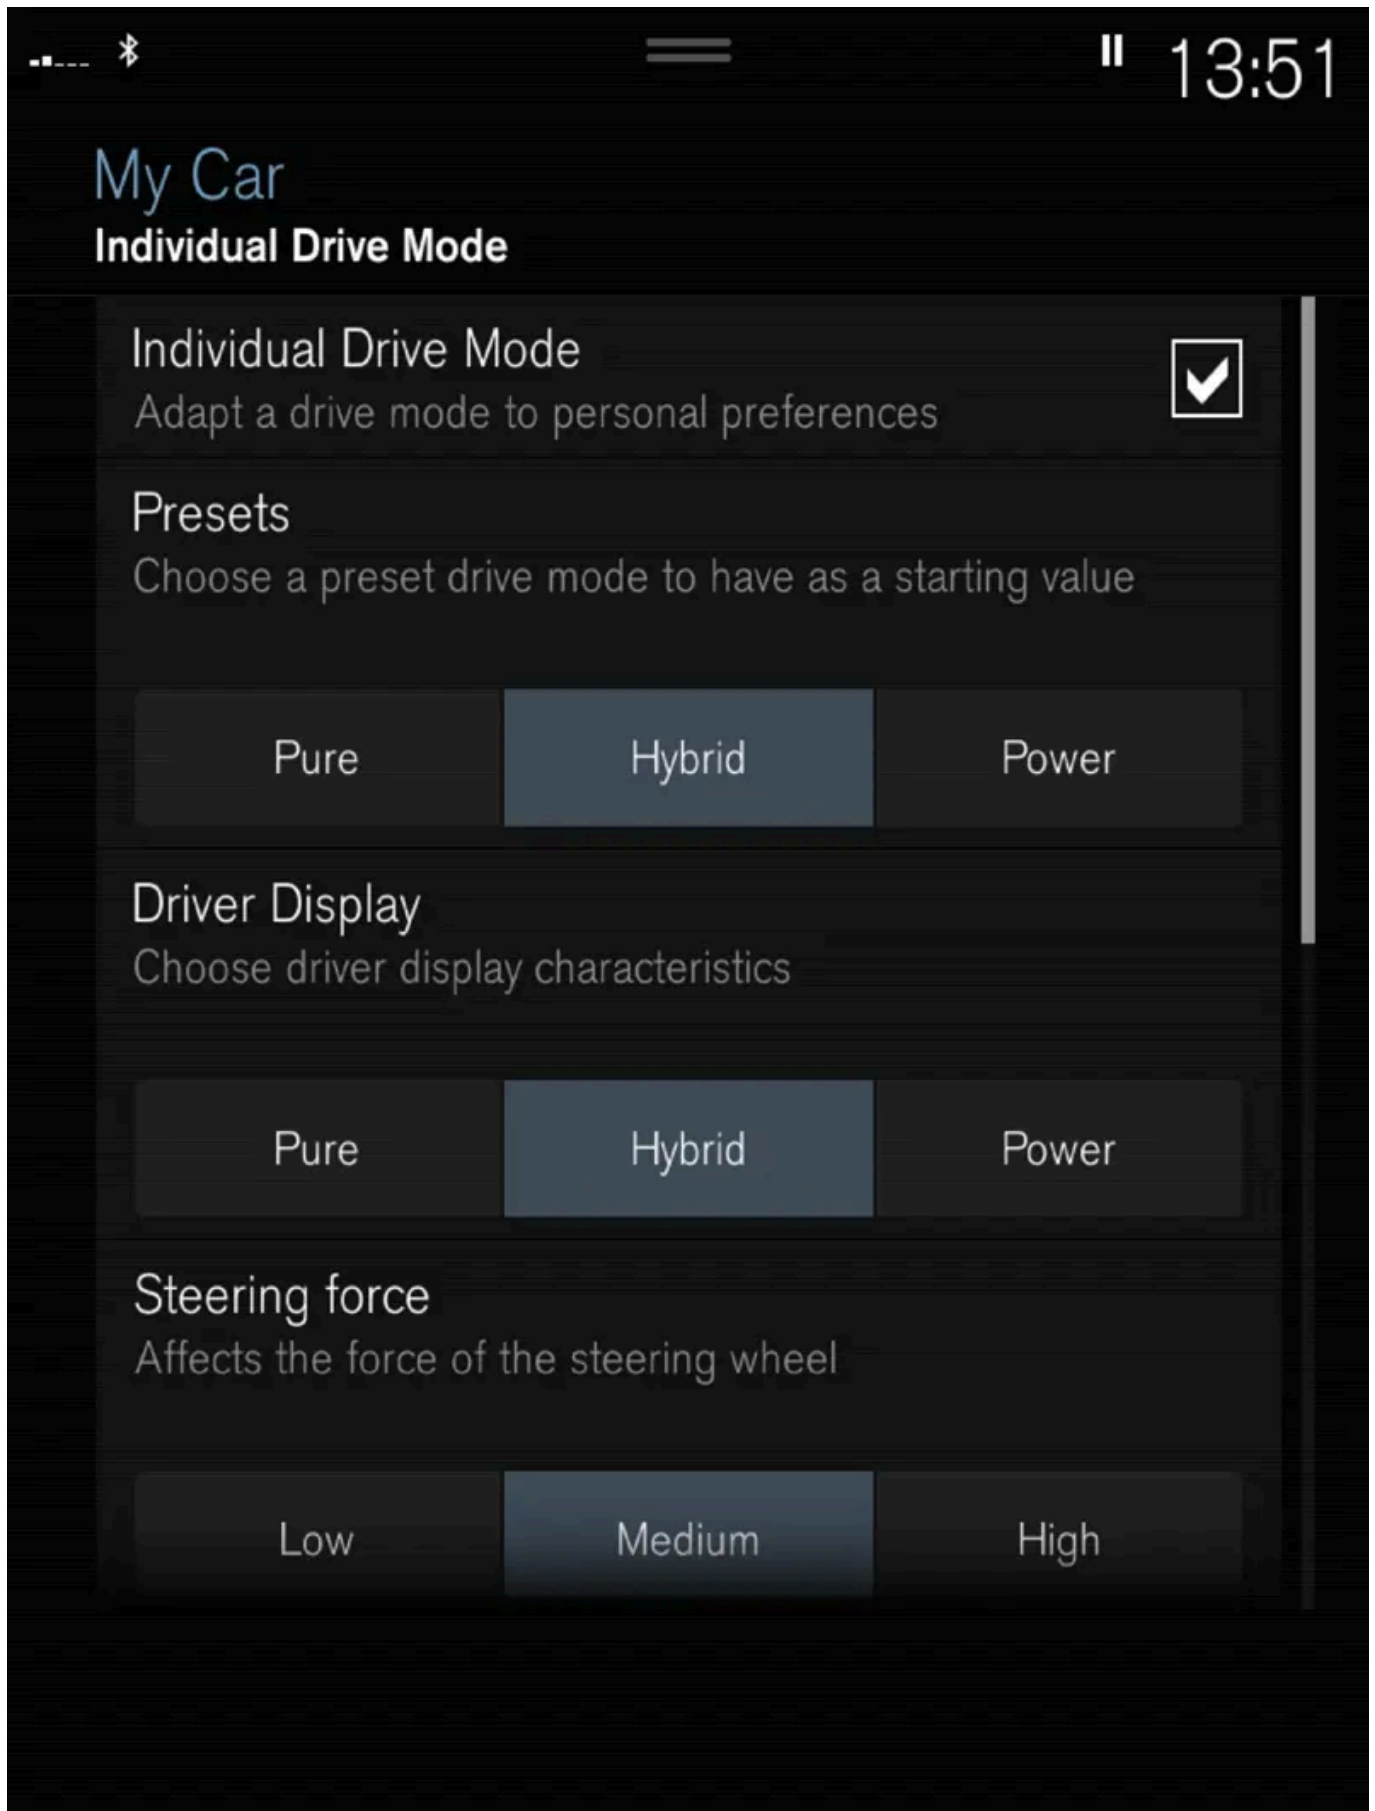 13:51
My Car
Individual Drive Mode
Individual Drive Mode
Adapt a drive mode to personal preferences
Presets
Choose a preset drive mode to have as a starting value
Pure Hybrid Power
Driver Display
Choose driver display characteristics
Pure Hybrid Power
Steering force
Affects the force of the steering wheel
Low Medium High